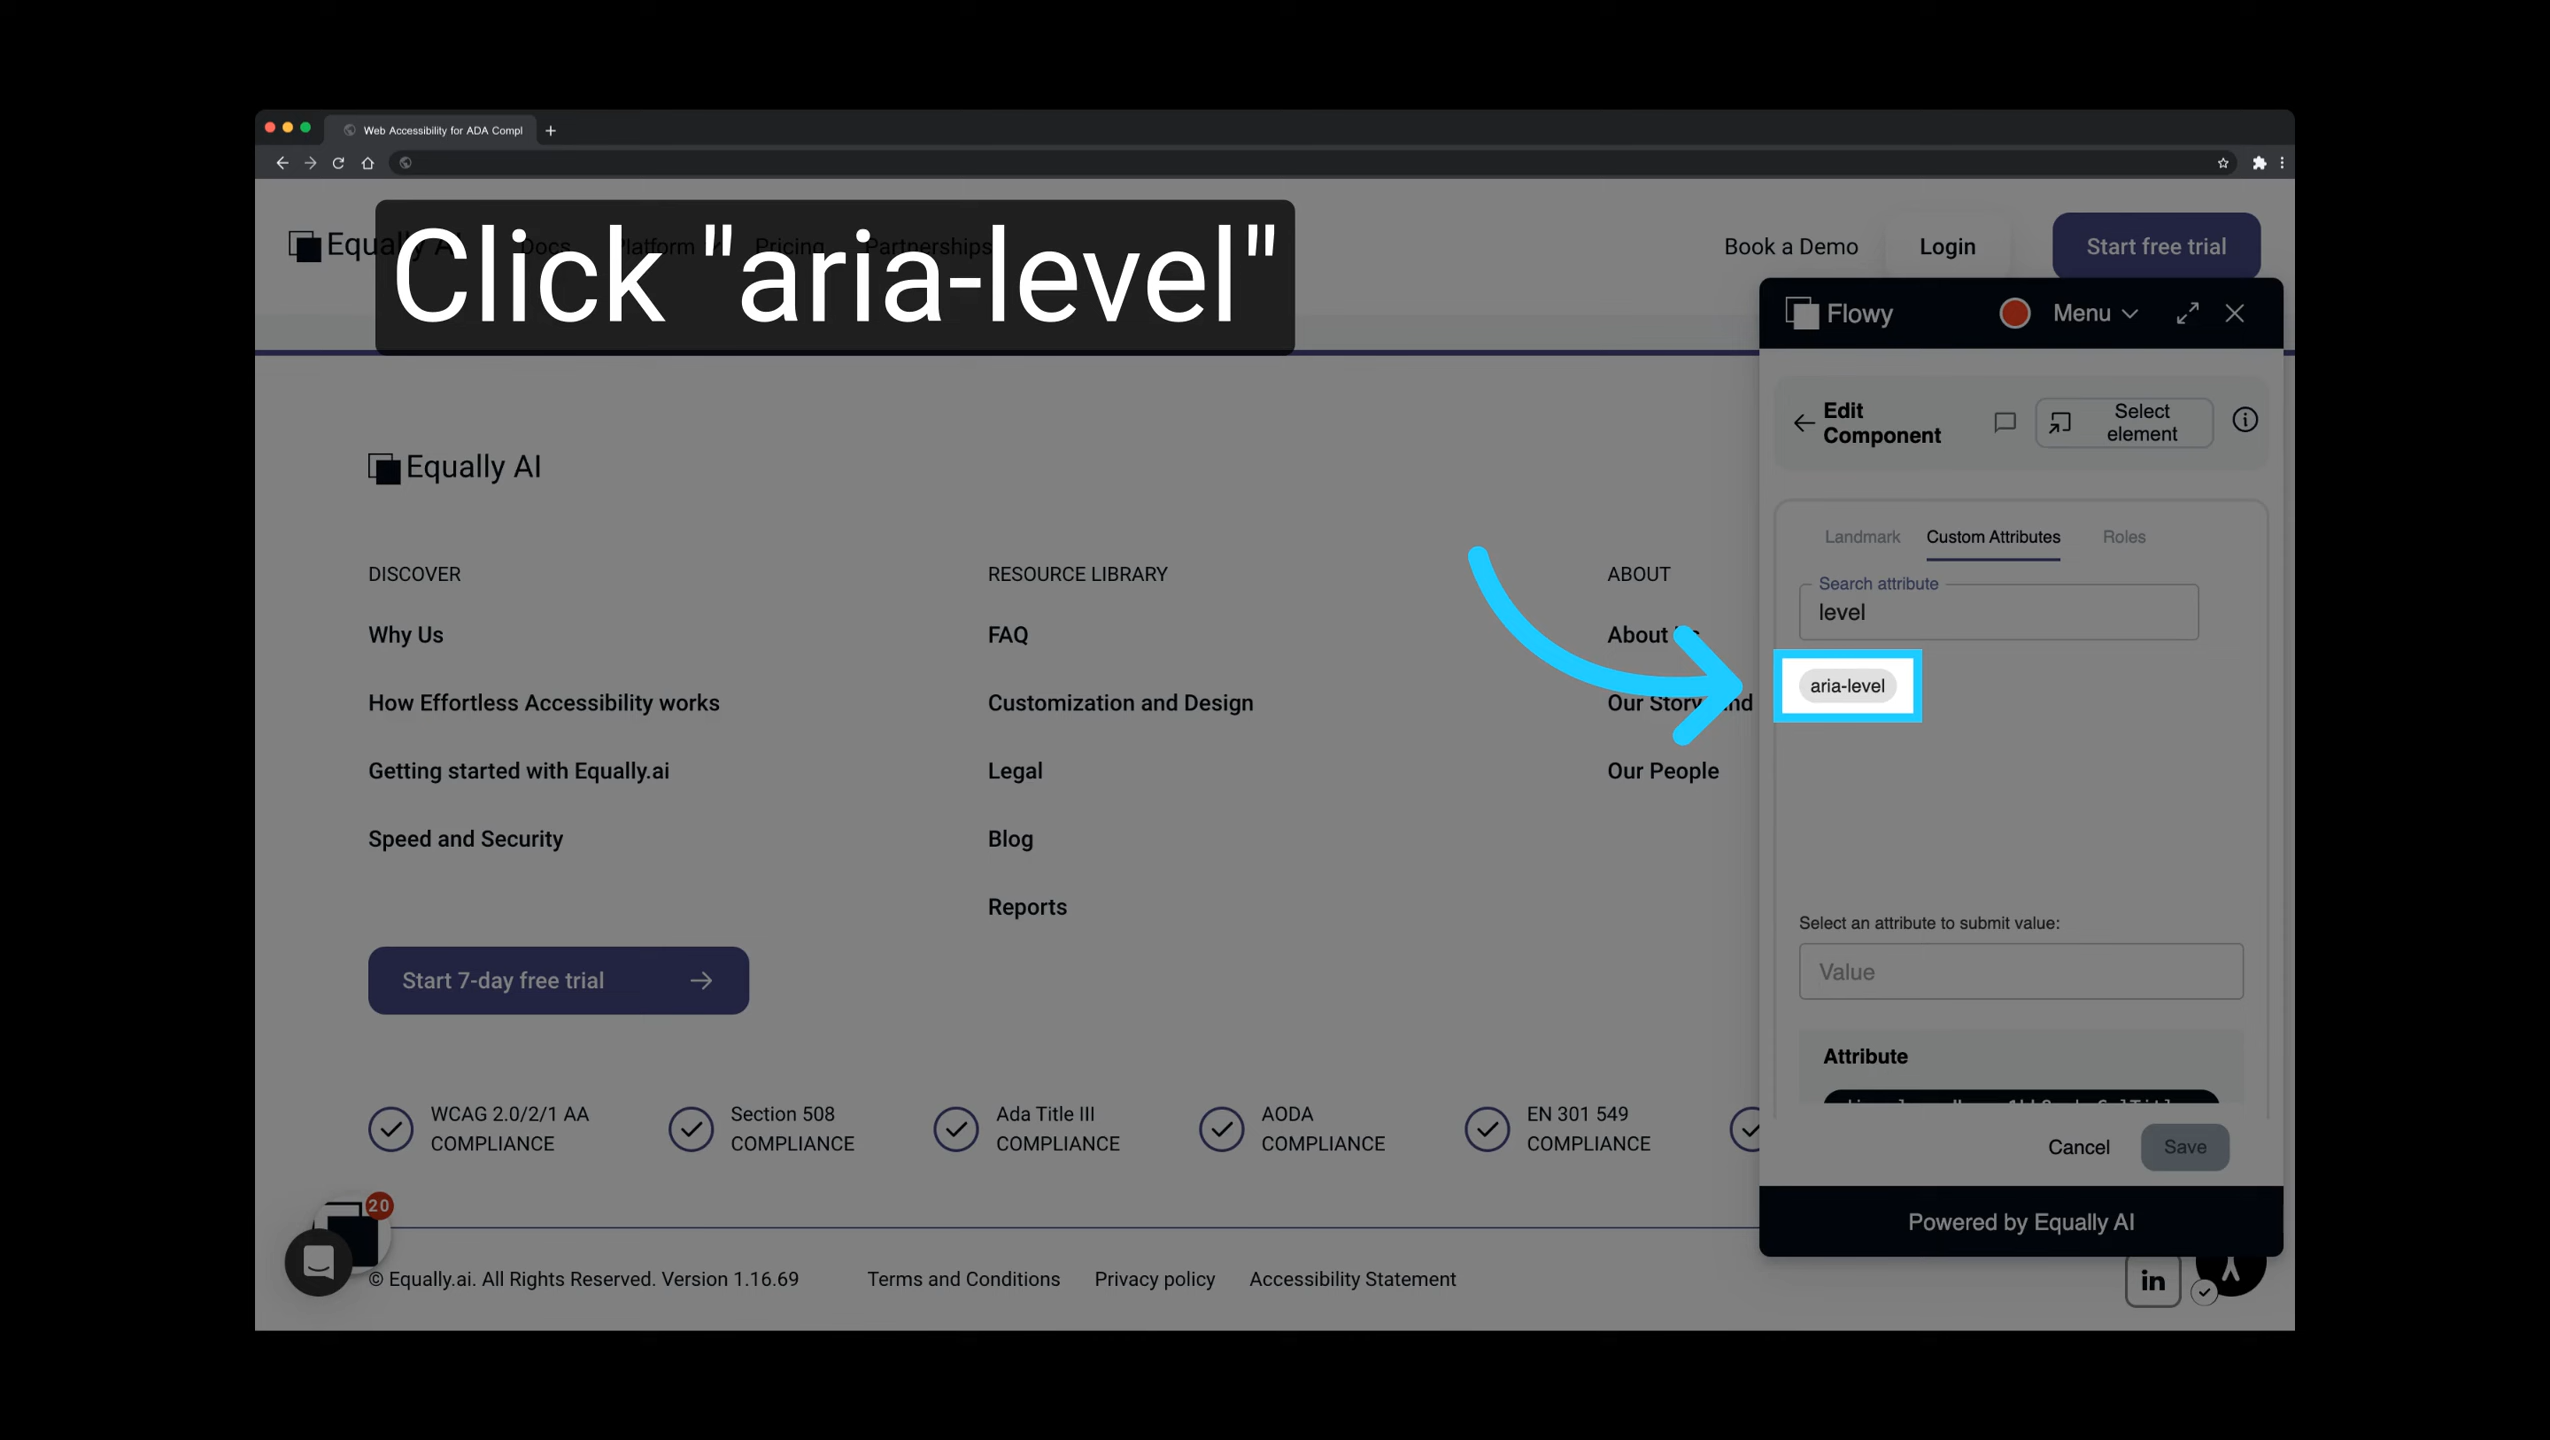 Web Accessibility for ADA Compl
Click "aria-level"
Equally A
Docs
Platform
Pricing
Partnerships
Book a Demo
Login
Start free trial
Flowy
Menu
Edit
Component
Select
element
Landmark
Custom Attributes
Roles
Search attribute
level
aria-level
Select an attribute to submit value:
Value
Attribute
Cancel
Save
Powered by Equally AI
Equally AI
DISCOVER
Why Us
How Effortless Accessibility works
Getting started with Equally.ai
Speed and Security
Start 7-day free trial
RESOURCE LIBRARY
FAQ
Customization and Design
Legal
Blog
Reports
ABOUT
About
Our Story
Our People
WCAG 2.0/2/1 AA
COMPLIANCE
Section 508
COMPLIANCE
Ada Title III
COMPLIANCE
AODA
COMPLIANCE
EN 301 549
COMPLIANCE
20
© Equally.ai. All Rights Reserved. Version 1.16.69
Terms and Conditions
Privacy policy
Accessibility Statement
in